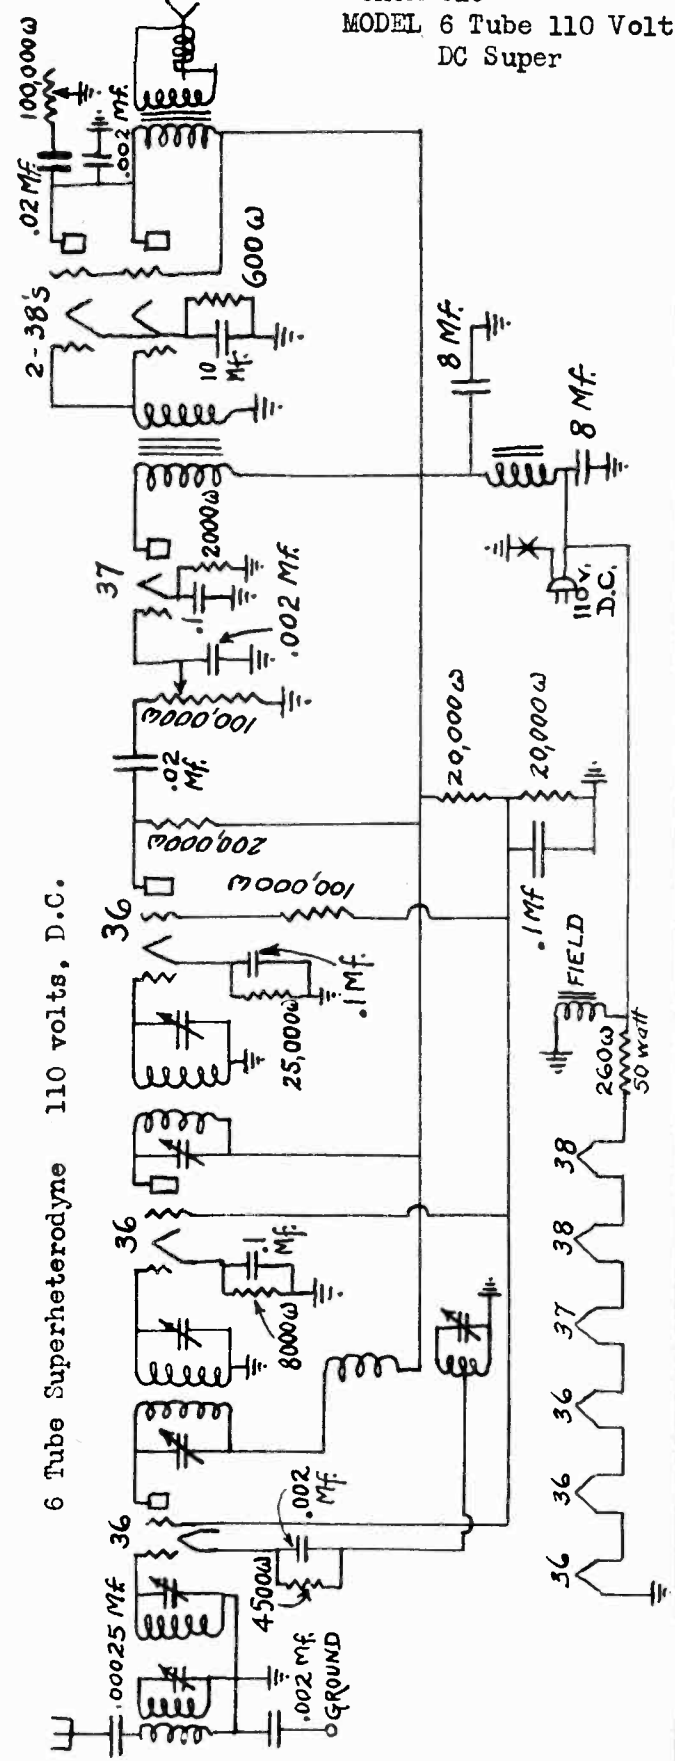 MODEL 6 Tube 110 Volt
DC Super
6 Tube Superheterodyne 110 volts, D.C.
100,000ω
.02 Mf.
.002 Mf.
2-38's
600ω
10
Mf.
8 Mf.
8 Mf.
37
2000ω
.1
.002 Mf.
110 v.
D.C.
100,000ω
.02
Mf.
200,000ω
20,000ω
20,000ω
.1 Mf
100,000ω
36
.1 Mf.
25,000ω
FIELD
260ω
50 watt
36
.1
Mf.
8000ω
.002
Mf.
36
4500ω
.00025 Mf
.002 Mf.
GROUND
38
38
37
36
36
36